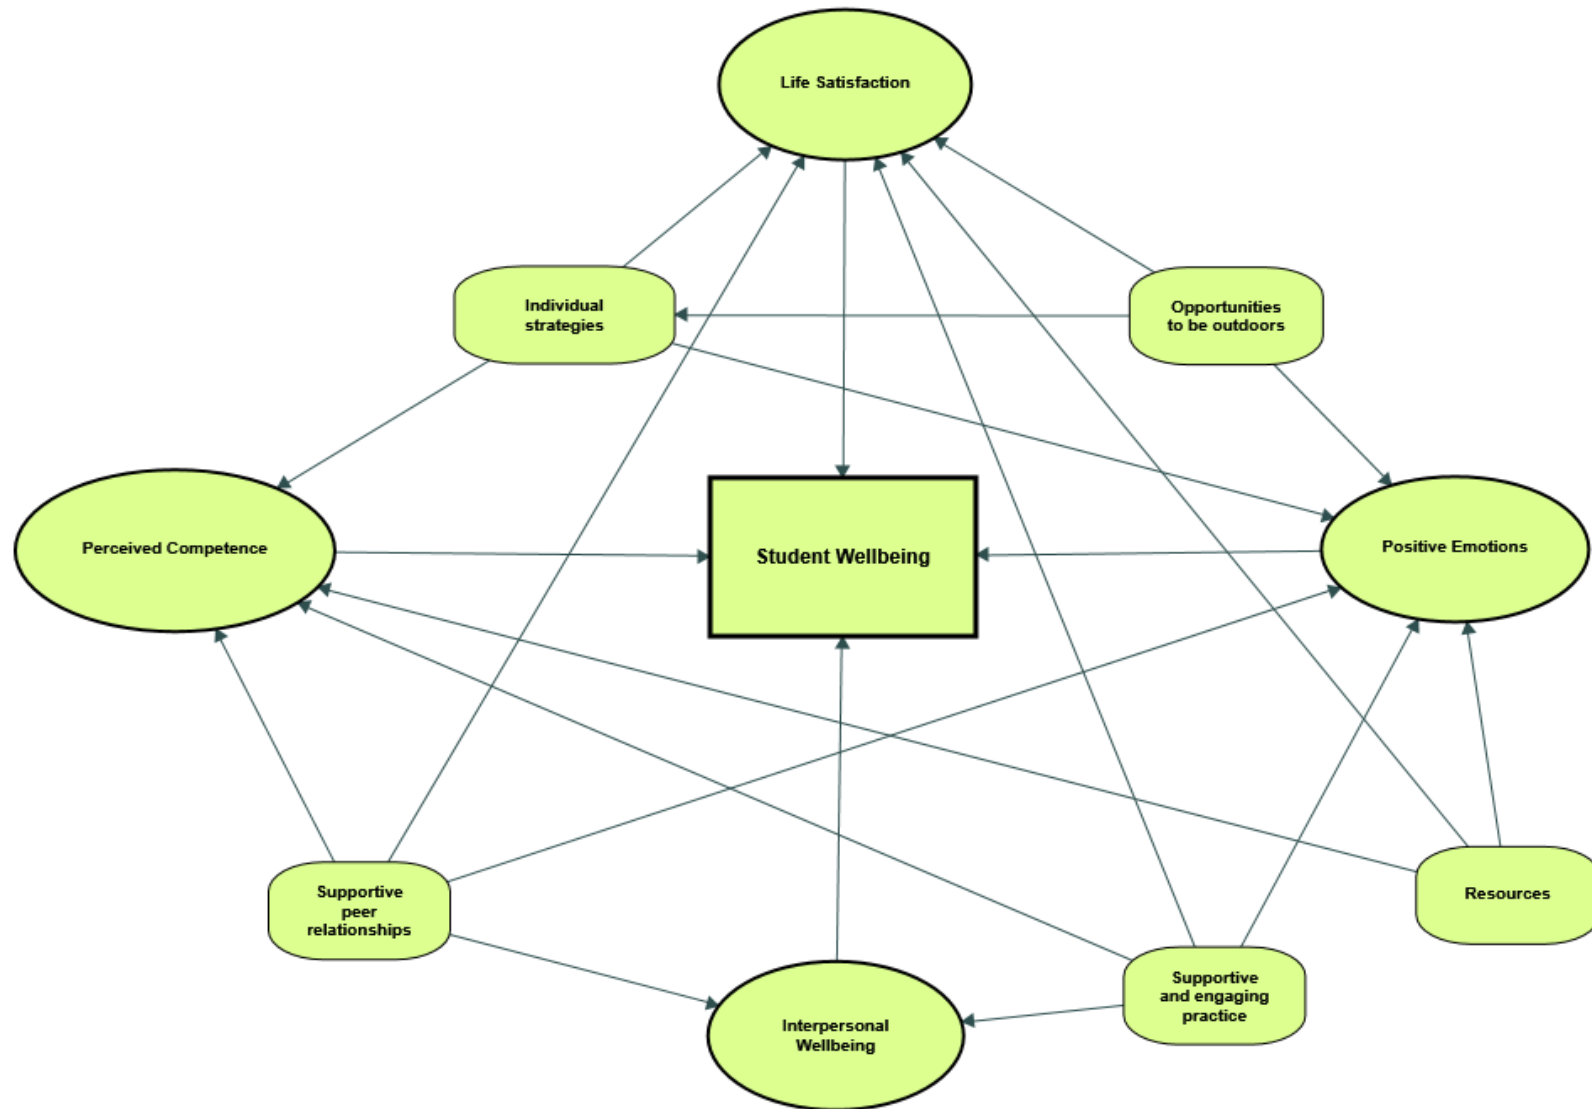 Life Satisfaction
Individual
strategies
Opportunities
to be outdoors
Perceived Competence
Student Wellbeing
Positive Emotions
Supportive
peer
relationships
Resources
Supportive
and engaging
practice
Interpersonal
Wellbeing